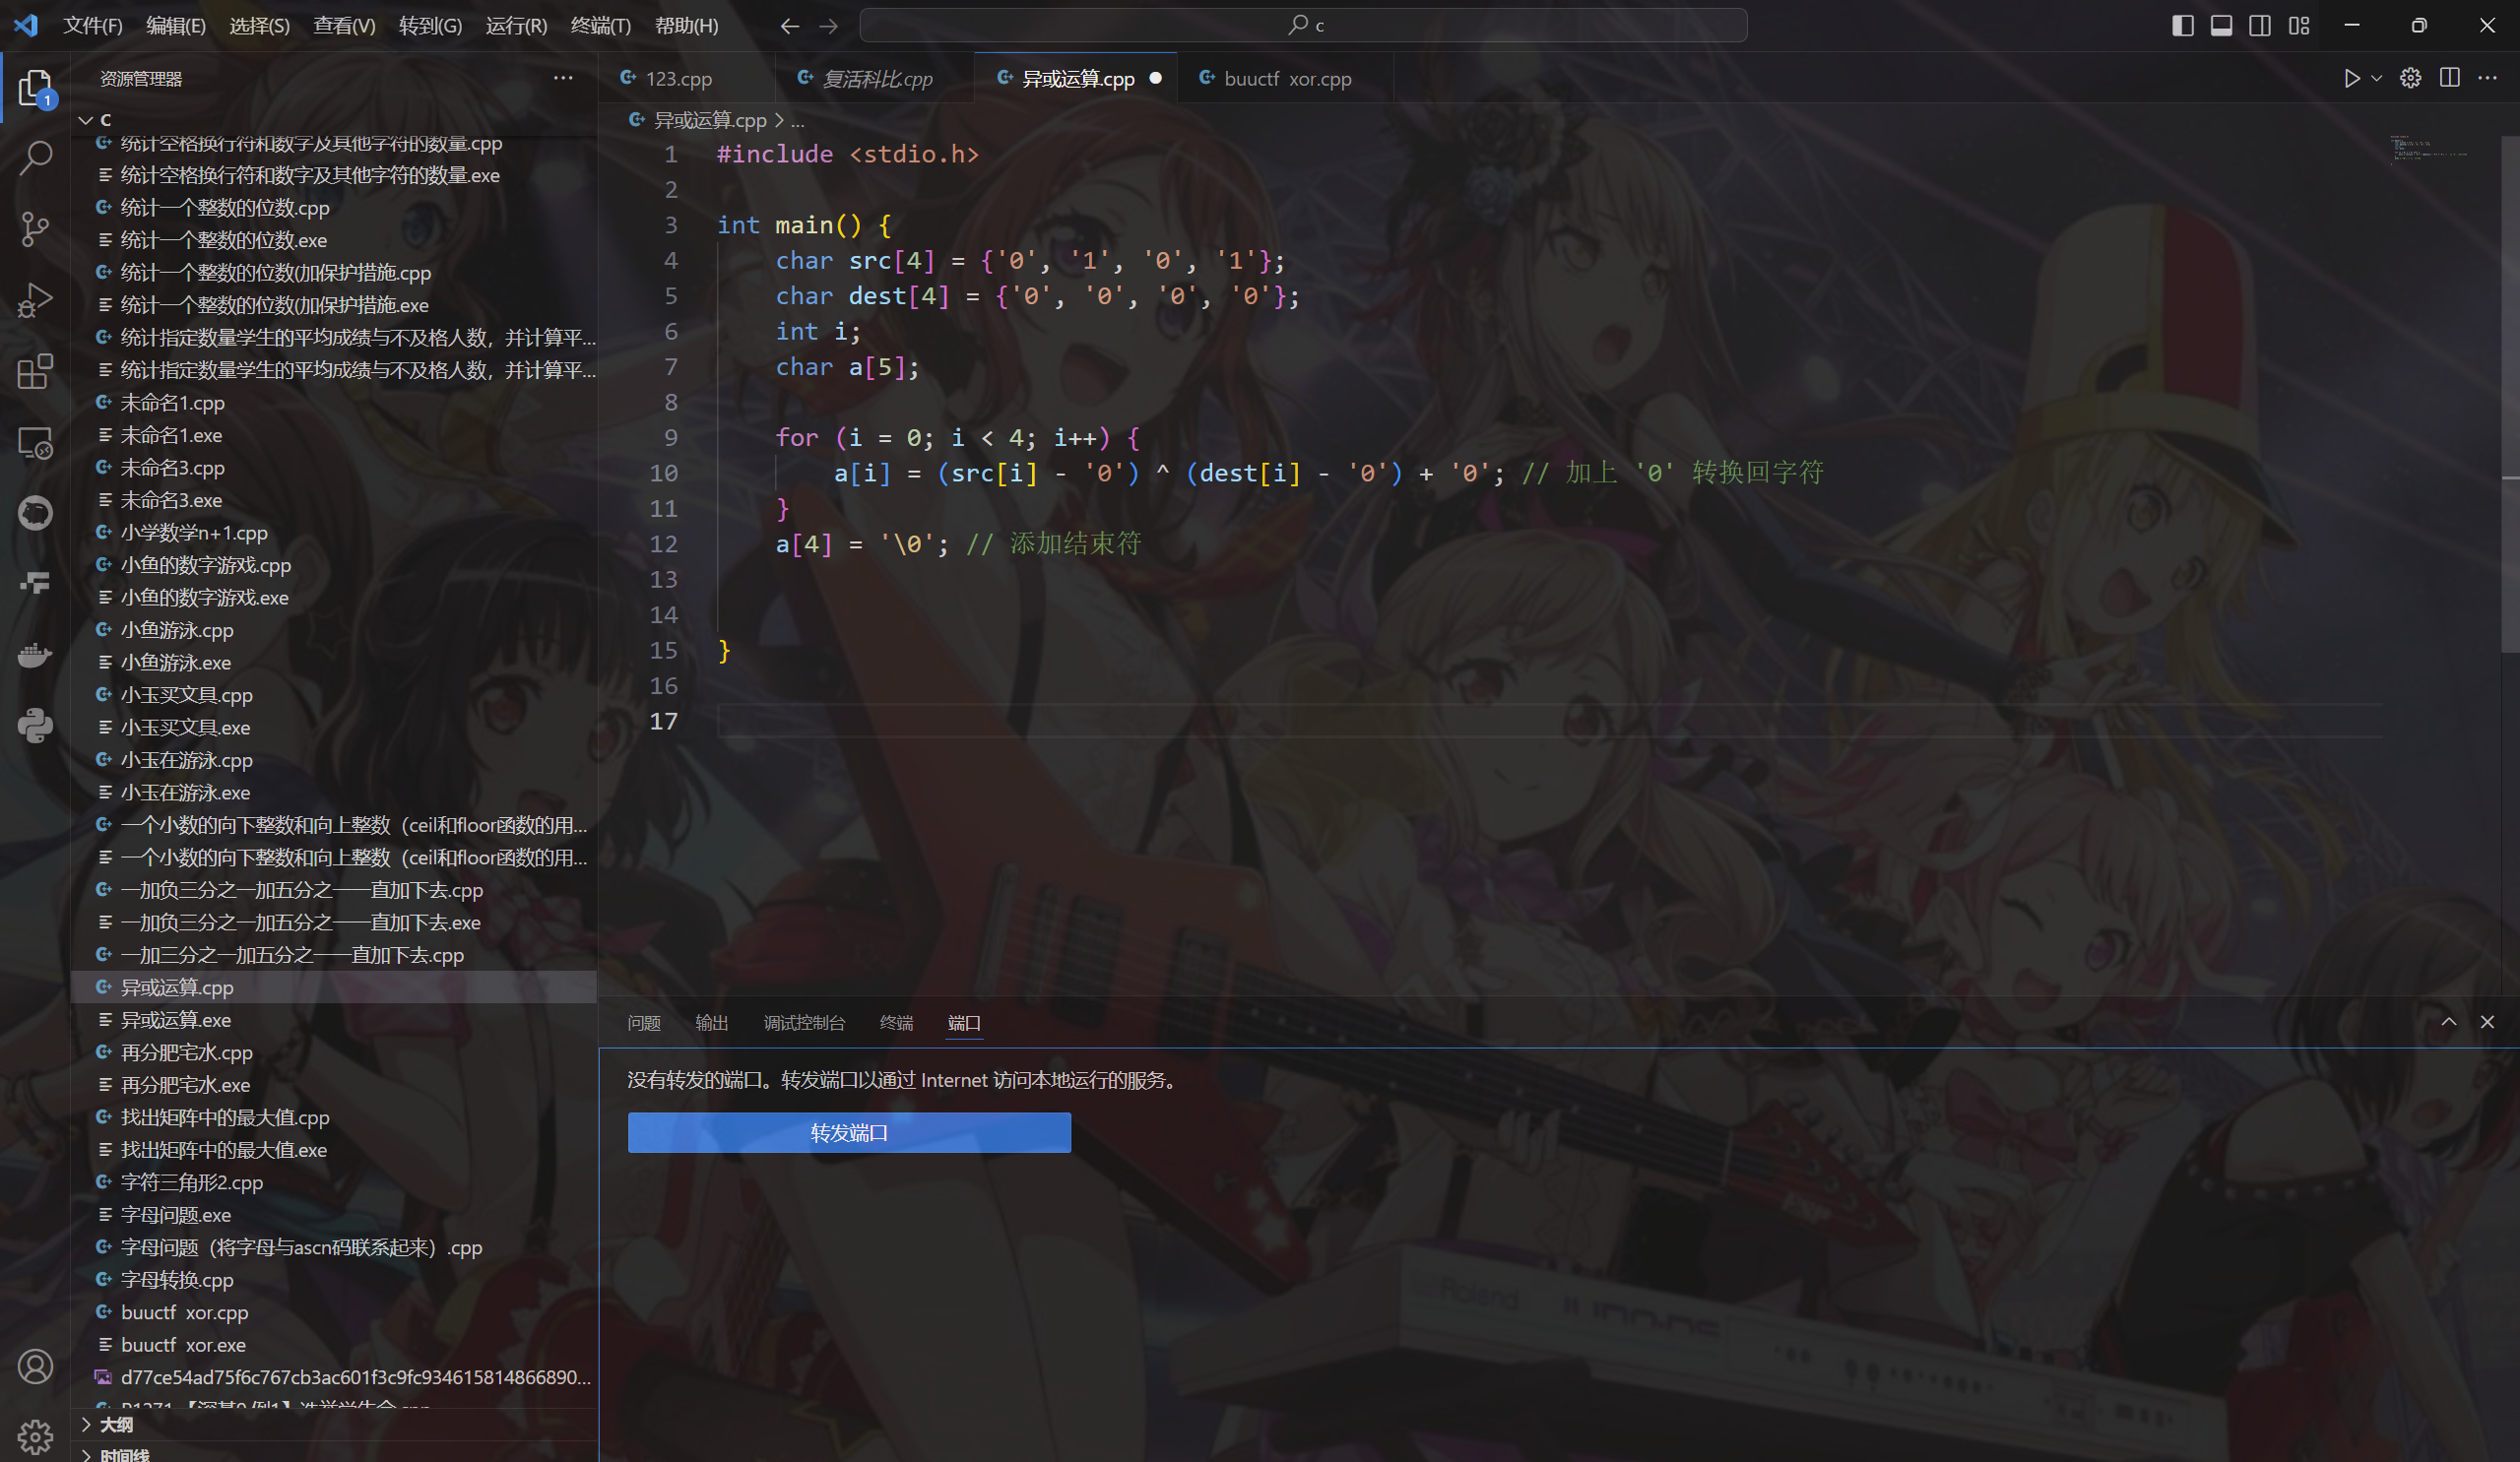 文件(F) 编辑(E) 选择(S) 查看(V) 转到(G) 运行(R) 终端(T) 帮助(H)
c
资源管理器
123.cpp
复活科比.cpp
异或运算.cpp
buuctf xor.cpp
1
C
统计空格换行符和数字及其他字符的数量.cpp
统计空格换行符和数字及其他字符的数量.exe
统计一个整数的位数.cpp
统计一个整数的位数.exe
统计一个整数的位数(加保护措施.cpp
统计一个整数的位数(加保护措施.exe
统计指定数量学生的平均成绩与不及格人数，并计算平...
统计指定数量学生的平均成绩与不及格人数，并计算平...
未命名1.cpp
未命名1.exe
未命名3.cpp
未命名3.exe
小学数学n+1.cpp
小鱼的数字游戏.cpp
小鱼的数字游戏.exe
小鱼游泳.cpp
小鱼游泳.exe
小玉买文具.cpp
小玉买文具.exe
小玉在游泳.cpp
小玉在游泳.exe
一个小数的向下整数和向上整数（ceil和floor函数的用...
一个小数的向下整数和向上整数（ceil和floor函数的用...
一加负三分之一加五分之一一直加下去.cpp
一加负三分之一加五分之一一直加下去.exe
一加三分之一加五分之一一直加下去.cpp
异或运算.cpp
异或运算.exe
再分肥宅水.cpp
再分肥宅水.exe
找出矩阵中的最大值.cpp
找出矩阵中的最大值.exe
字符三角形2.cpp
字母问题.exe
字母问题（将字母与ascn码联系起来）.cpp
字母转换.cpp
buuctf xor.cpp
buuctf xor.exe
d77ce54ad75f6c767cb3ac601f3c9fc934615814866890...
P1271 【深基9.例1】选举学生会.cpp
大纲
时间线
异或运算.cpp > ...
1 #include <stdio.h>
2
3 int main() {
4 char src[4] = {'0', '1', '0', '1'};
5 char dest[4] = {'0', '0', '0', '0'};
6 int i;
7 char a[5];
8
9 for (i = 0; i < 4; i++) {
10 a[i] = (src[i] - '0') ^ (dest[i] - '0') + '0'; // 加上 '0' 转换回字符
11 }
12 a[4] = '\0'; // 添加结束符
13
14
15 }
16
17
问题 输出 调试控制台 终端 端口
没有转发的端口。转发端口以通过 Internet 访问本地运行的服务。
转发端口
Roland